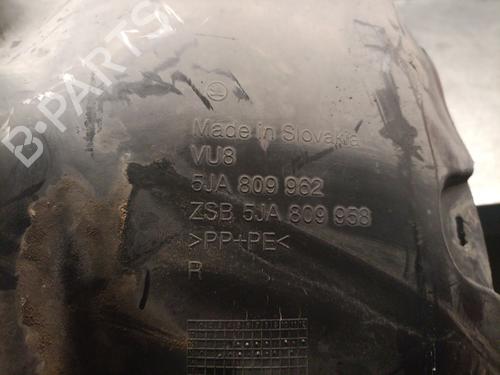 B-PARTS
Made in Slovakia
VU8
5JA 809 962
ZSB 5JA 809 958
>PP+PE<
R